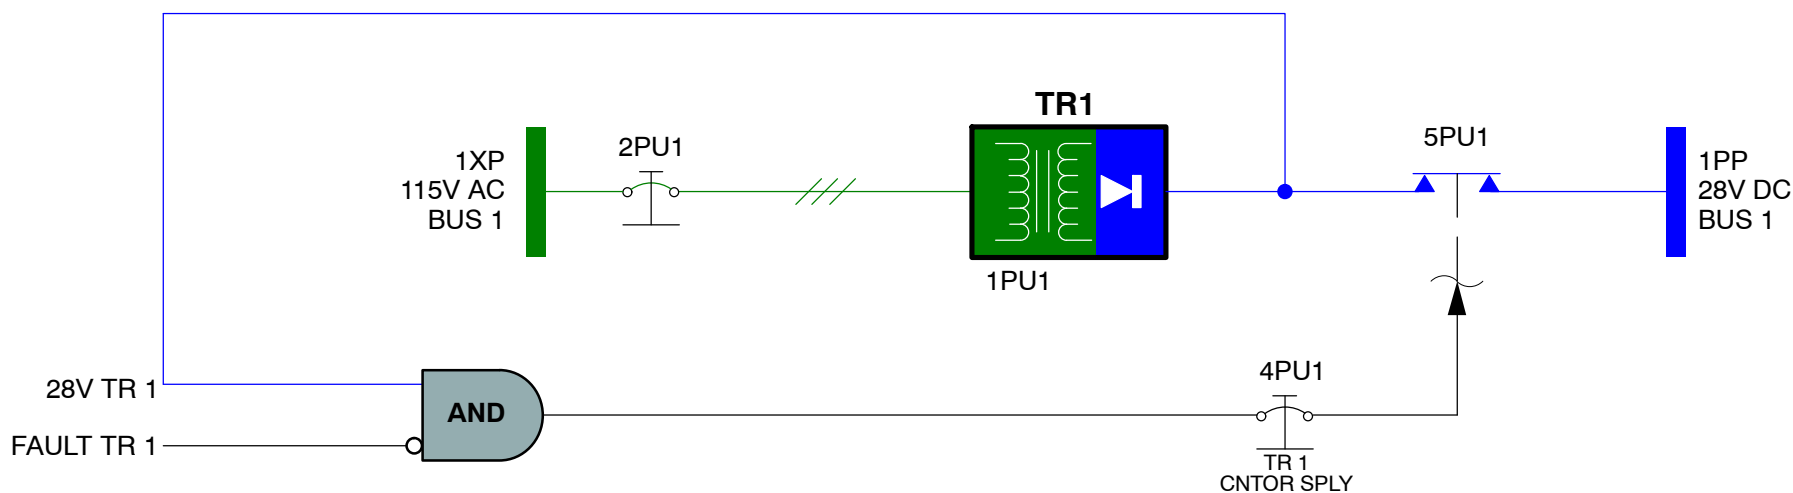 TR1
2PU1
5PU1
1XP
115V AC
BUS 1
1PP
28V DC
BUS 1
1PU1
4PU1
28V TR 1
AND
FAULT TR 1
TR 1
CNTOR SPLY